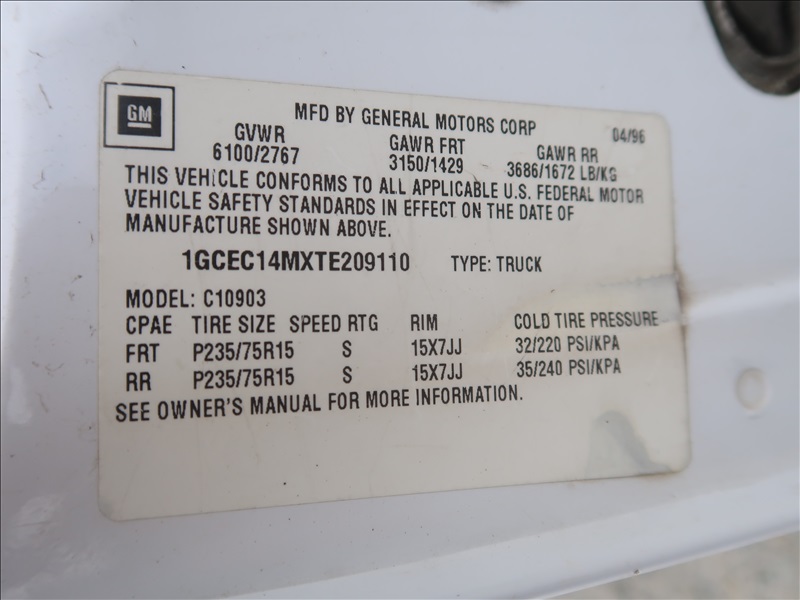 GM
MFD BY GENERAL MOTORS CORP 04/96
GVWR GAWR FRT GAWR RR
6100/2767 3150/1429 3686/1672 LB/KG
THIS VEHICLE CONFORMS TO ALL APPLICABLE U.S. FEDERAL MOTOR
VEHICLE SAFETY STANDARDS IN EFFECT ON THE DATE OF
MANUFACTURE SHOWN ABOVE.
1GCEC14MXTE209110 TYPE: TRUCK
MODEL: C10903
CPAE TIRE SIZE SPEED RTG RIM COLD TIRE PRESSURE
FRT P235/75R15 S 15X7JJ 32/220 PSI/KPA
RR P235/75R15 S 15X7JJ 35/240 PSI/KPA
SEE OWNER'S MANUAL FOR MORE INFORMATION.